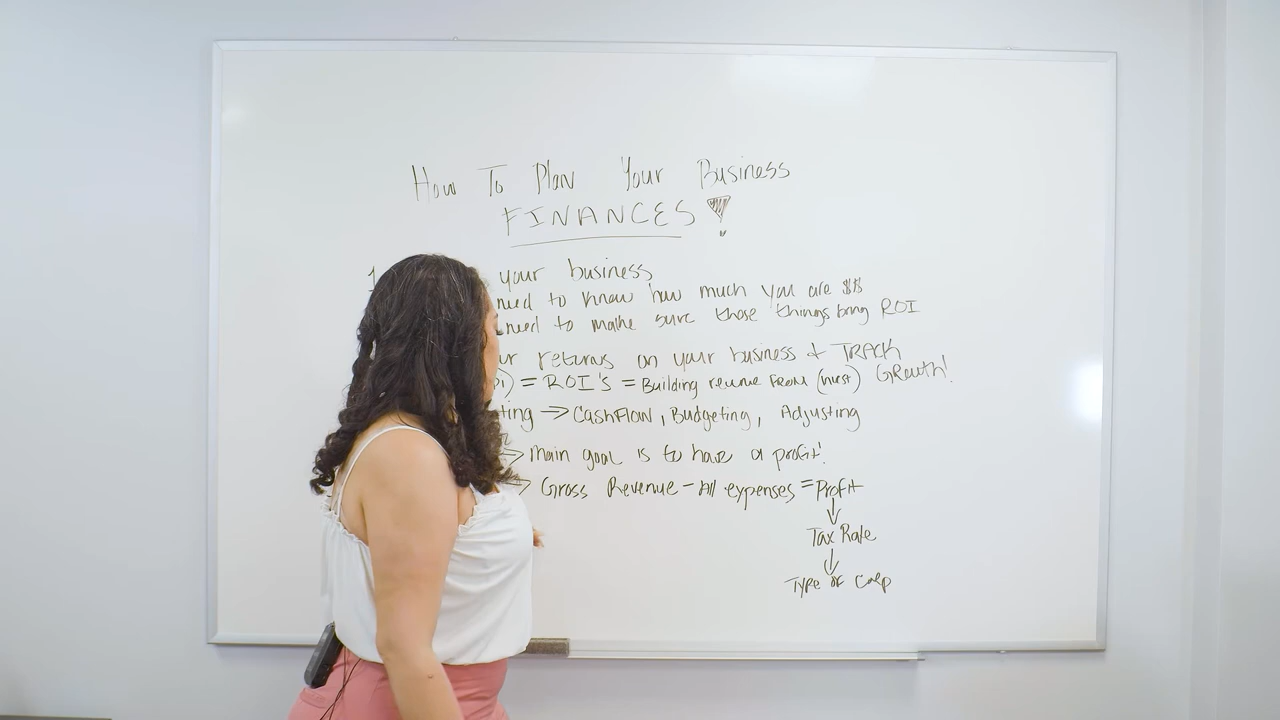 How To Plan Your Business
FINANCES!
1 your business
need to know how much you are $$
need to make sure those things bring ROI
returns on your business & TRACK
= ROI'S = Building revenue FROM (invest) Growth!
ting → CashFlow, Budgeting, Adjusting
> Main goal is to have a profit!
> Gross Revenue - All expenses = Profit
↓
Tax Rate
↓
Type of Corp